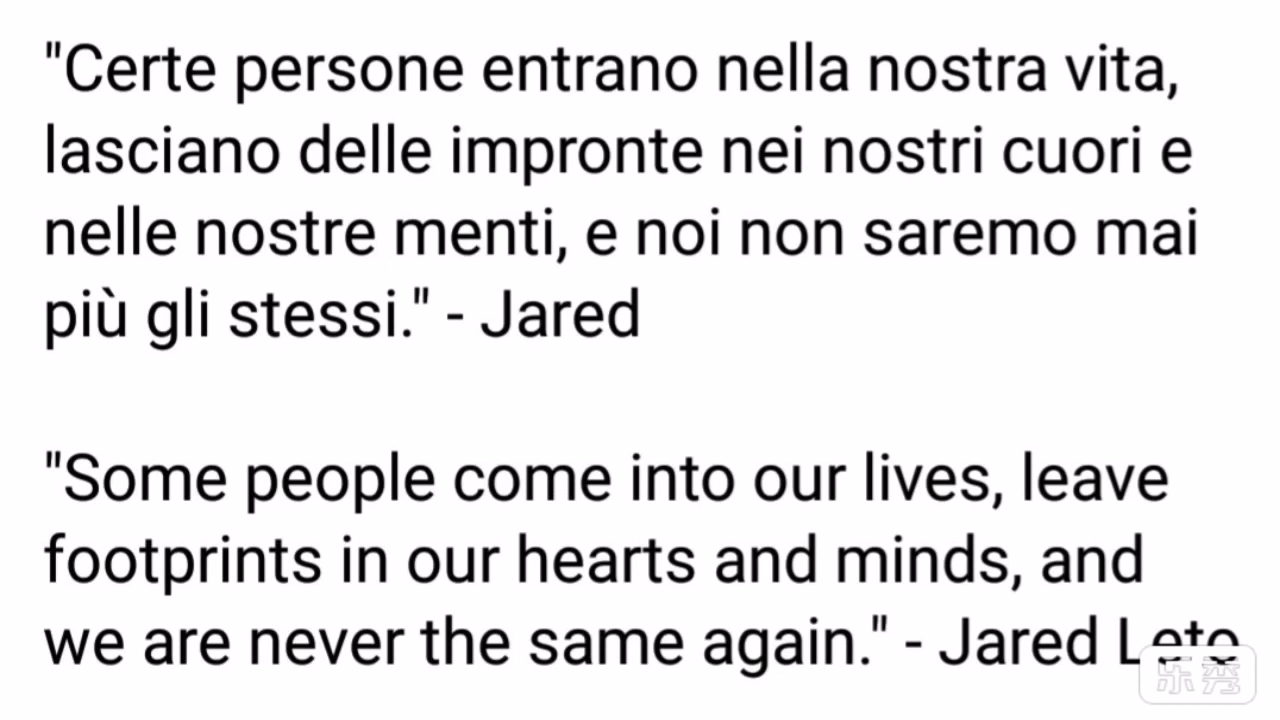 "Certe persone entrano nella nostra vita,
lasciano delle impronte nei nostri cuori e
nelle nostre menti, e noi non saremo mai
più gli stessi." - Jared
"Some people come into our lives, leave
footprints in our hearts and minds, and
we are never the same again." - Jared Leto
乐秀